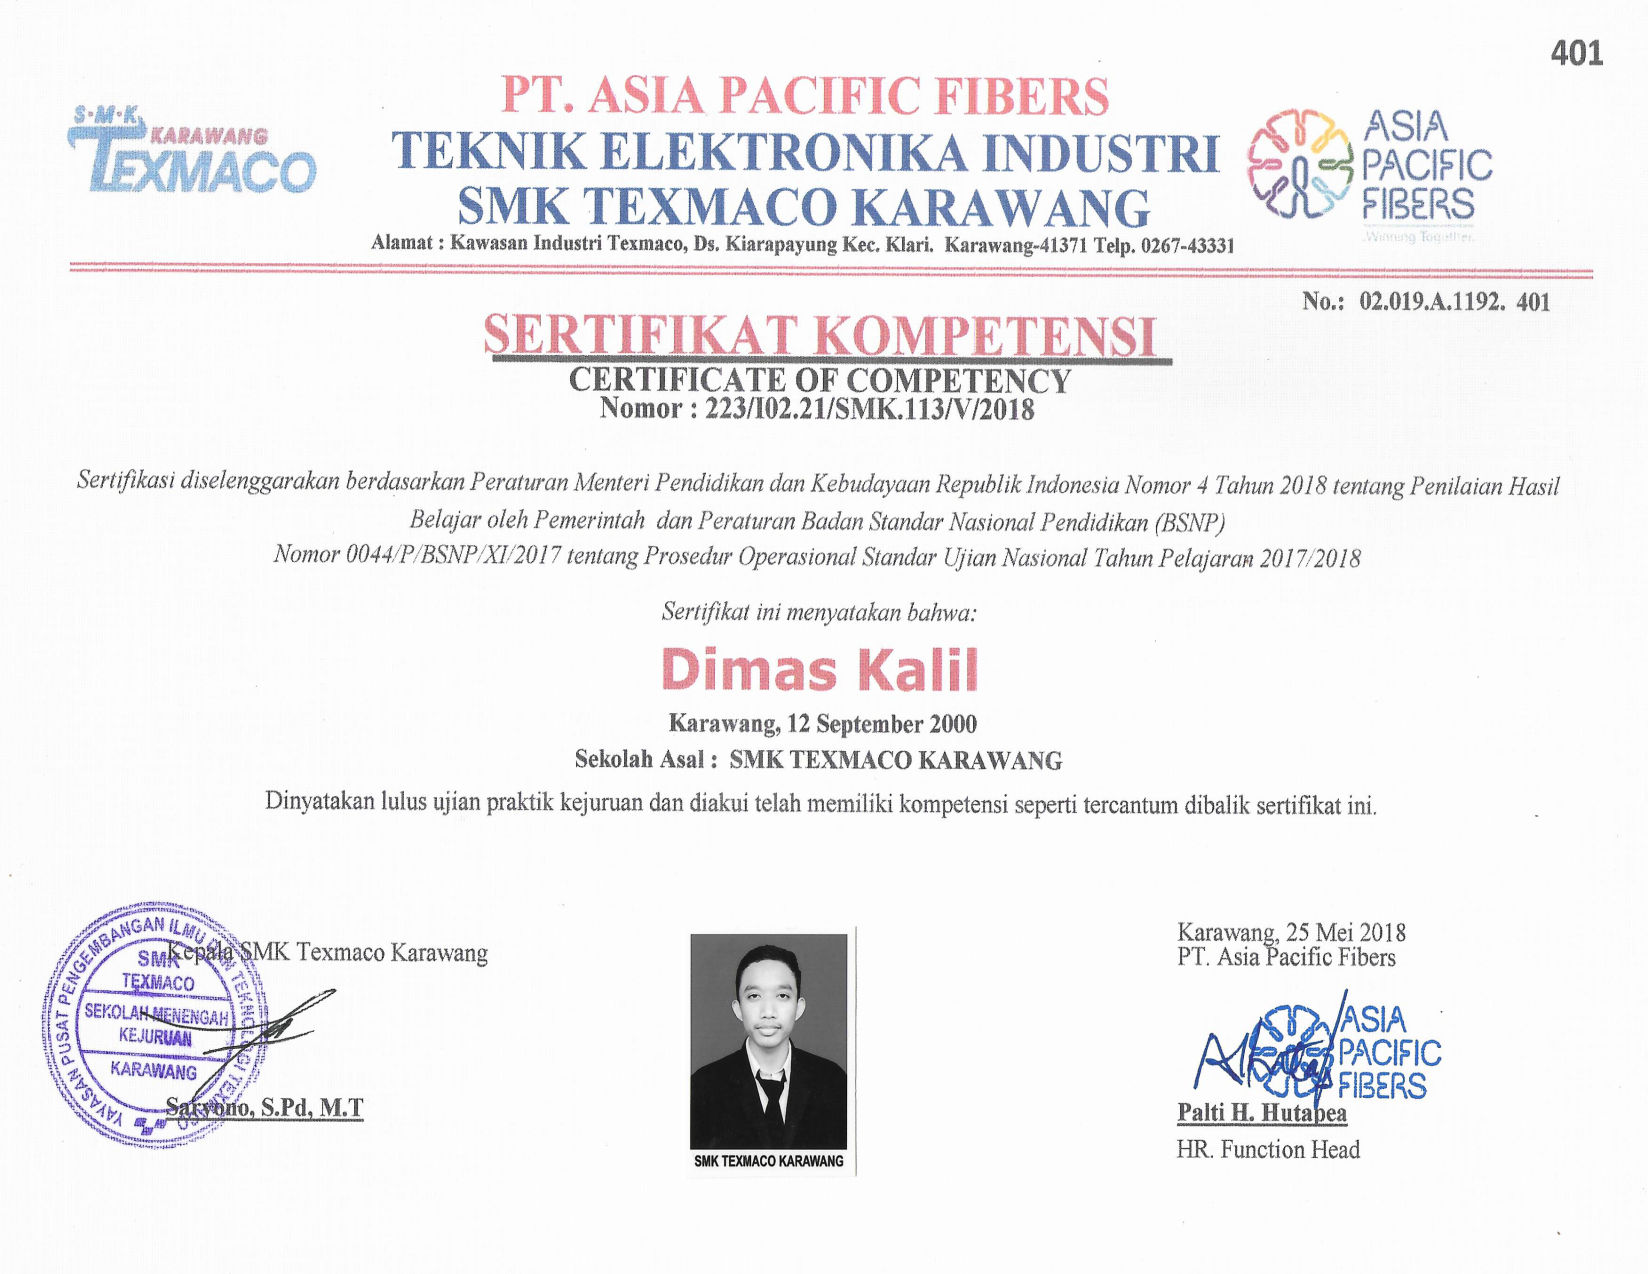 401
S·M·K
KARAWANG
TEXMACO
PT. ASIA PACIFIC FIBERS
TEKNIK ELEKTRONIKA INDUSTRI
SMK TEXMACO KARAWANG
Alamat : Kawasan Industri Texmaco, Ds. Kiarapayung Kec. Klari. Karawang-41371 Telp. 0267-43331
ASIA
PACIFIC
FIBERS
Winning Together
No.: 02.019.A.1192. 401
SERTIFIKAT KOMPETENSI
CERTIFICATE OF COMPETENCY
Nomor : 223/I02.21/SMK.113/V/2018
Sertifikasi diselenggarakan berdasarkan Peraturan Menteri Pendidikan dan Kebudayaan Republik Indonesia Nomor 4 Tahun 2018 tentang Penilaian Hasil
Belajar oleh Pemerintah dan Peraturan Badan Standar Nasional Pendidikan (BSNP)
Nomor 0044/P/BSNP/XI/2017 tentang Prosedur Operasional Standar Ujian Nasional Tahun Pelajaran 2017/2018
Sertifikat ini menyatakan bahwa:
Dimas Kalil
Karawang, 12 September 2000
Sekolah Asal : SMK TEXMACO KARAWANG
Dinyatakan lulus ujian praktik kejuruan dan diakui telah memiliki kompetensi seperti tercantum dibalik sertifikat ini.
Kepala SMK Texmaco Karawang
YAYASAN PUSAT PENGEMBANGAN ILMU DAN TEKNOLOGI TEXMACO
SMK
TEXMACO
SEKOLAH MENENGAH
KEJURUAN
KARAWANG
Saryono, S.Pd, M.T
SMK TEXMACO KARAWANG
Karawang, 25 Mei 2018
PT. Asia Pacific Fibers
ASIA
PACIFIC
FIBERS
Palti H. Hutapea
HR. Function Head